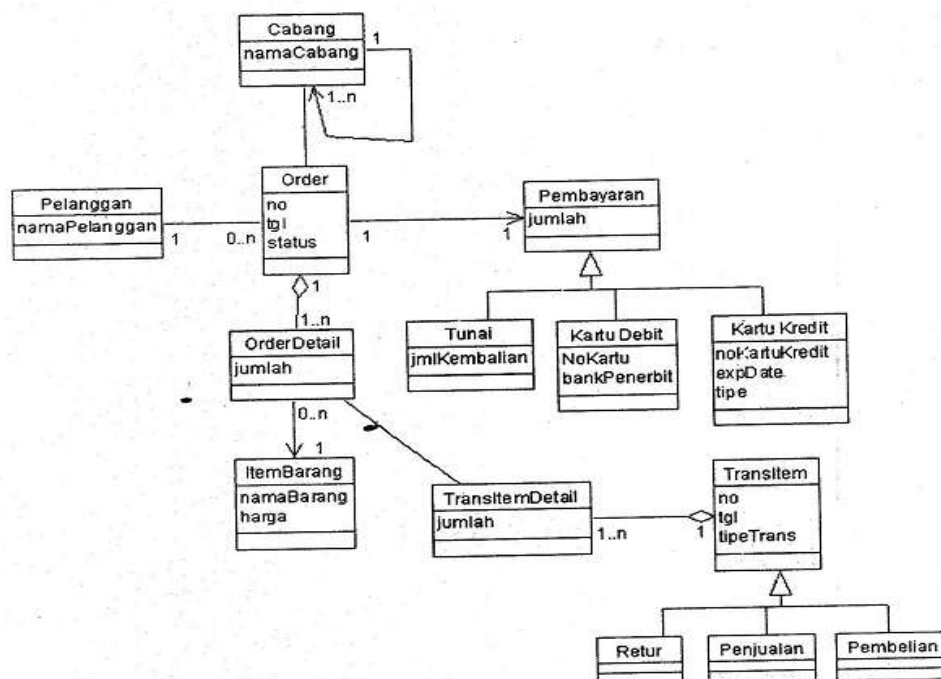 Cabang
namaCabang
1
1..n
Order
no
tgl
status
Pelanggan
namaPelanggan
1
0..n
1
1
Pembayaran
jumlah
1
1..n
OrderDetail
jumlah
Tunai
jmlKembalian
Kartu Debit
NoKartu
bankPenerbit
Kartu Kredit
noKartuKredit
expDate
tipe
0..n
1
ItemBarang
namaBarang
harga
TransItemDetail
jumlah
1..n
1
TransItem
no
tgl
tipeTrans
Retur
Penjualan
Pembelian